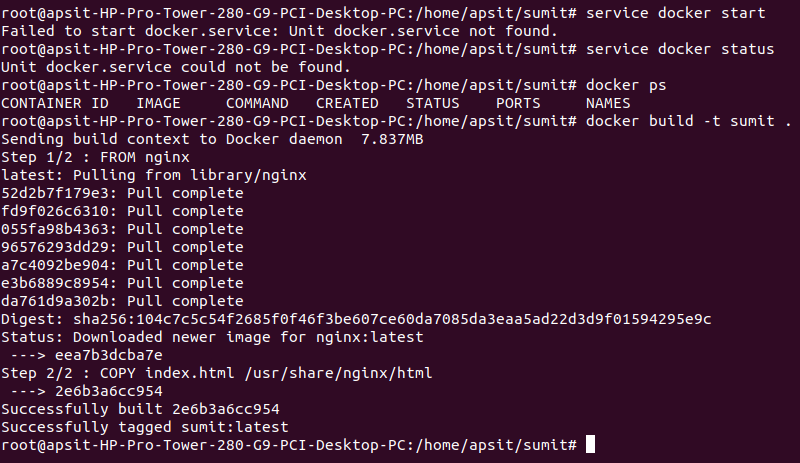 root@apsit-HP-Pro-Tower-280-G9-PCI-Desktop-PC:/home/apsit/sumit# service docker start
Failed to start docker.service: Unit docker.service not found.
root@apsit-HP-Pro-Tower-280-G9-PCI-Desktop-PC:/home/apsit/sumit# service docker status
Unit docker.service could not be found.
root@apsit-HP-Pro-Tower-280-G9-PCI-Desktop-PC:/home/apsit/sumit# docker ps
CONTAINER ID   IMAGE     COMMAND   CREATED   STATUS    PORTS     NAMES
root@apsit-HP-Pro-Tower-280-G9-PCI-Desktop-PC:/home/apsit/sumit# docker build -t sumit .
Sending build context to Docker daemon  7.837MB
Step 1/2 : FROM nginx
latest: Pulling from library/nginx
52d2b7f179e3: Pull complete
fd9f026c6310: Pull complete
055fa98b4363: Pull complete
96576293dd29: Pull complete
a7c4092be904: Pull complete
e3b6889c8954: Pull complete
da761d9a302b: Pull complete
Digest: sha256:104c7c5c54f2685f0f46f3be607ce60da7085da3eaa5ad22d3d9f01594295e9c
Status: Downloaded newer image for nginx:latest
 ---> eea7b3dcba7e
Step 2/2 : COPY index.html /usr/share/nginx/html
 ---> 2e6b3a6cc954
Successfully built 2e6b3a6cc954
Successfully tagged sumit:latest
root@apsit-HP-Pro-Tower-280-G9-PCI-Desktop-PC:/home/apsit/sumit#